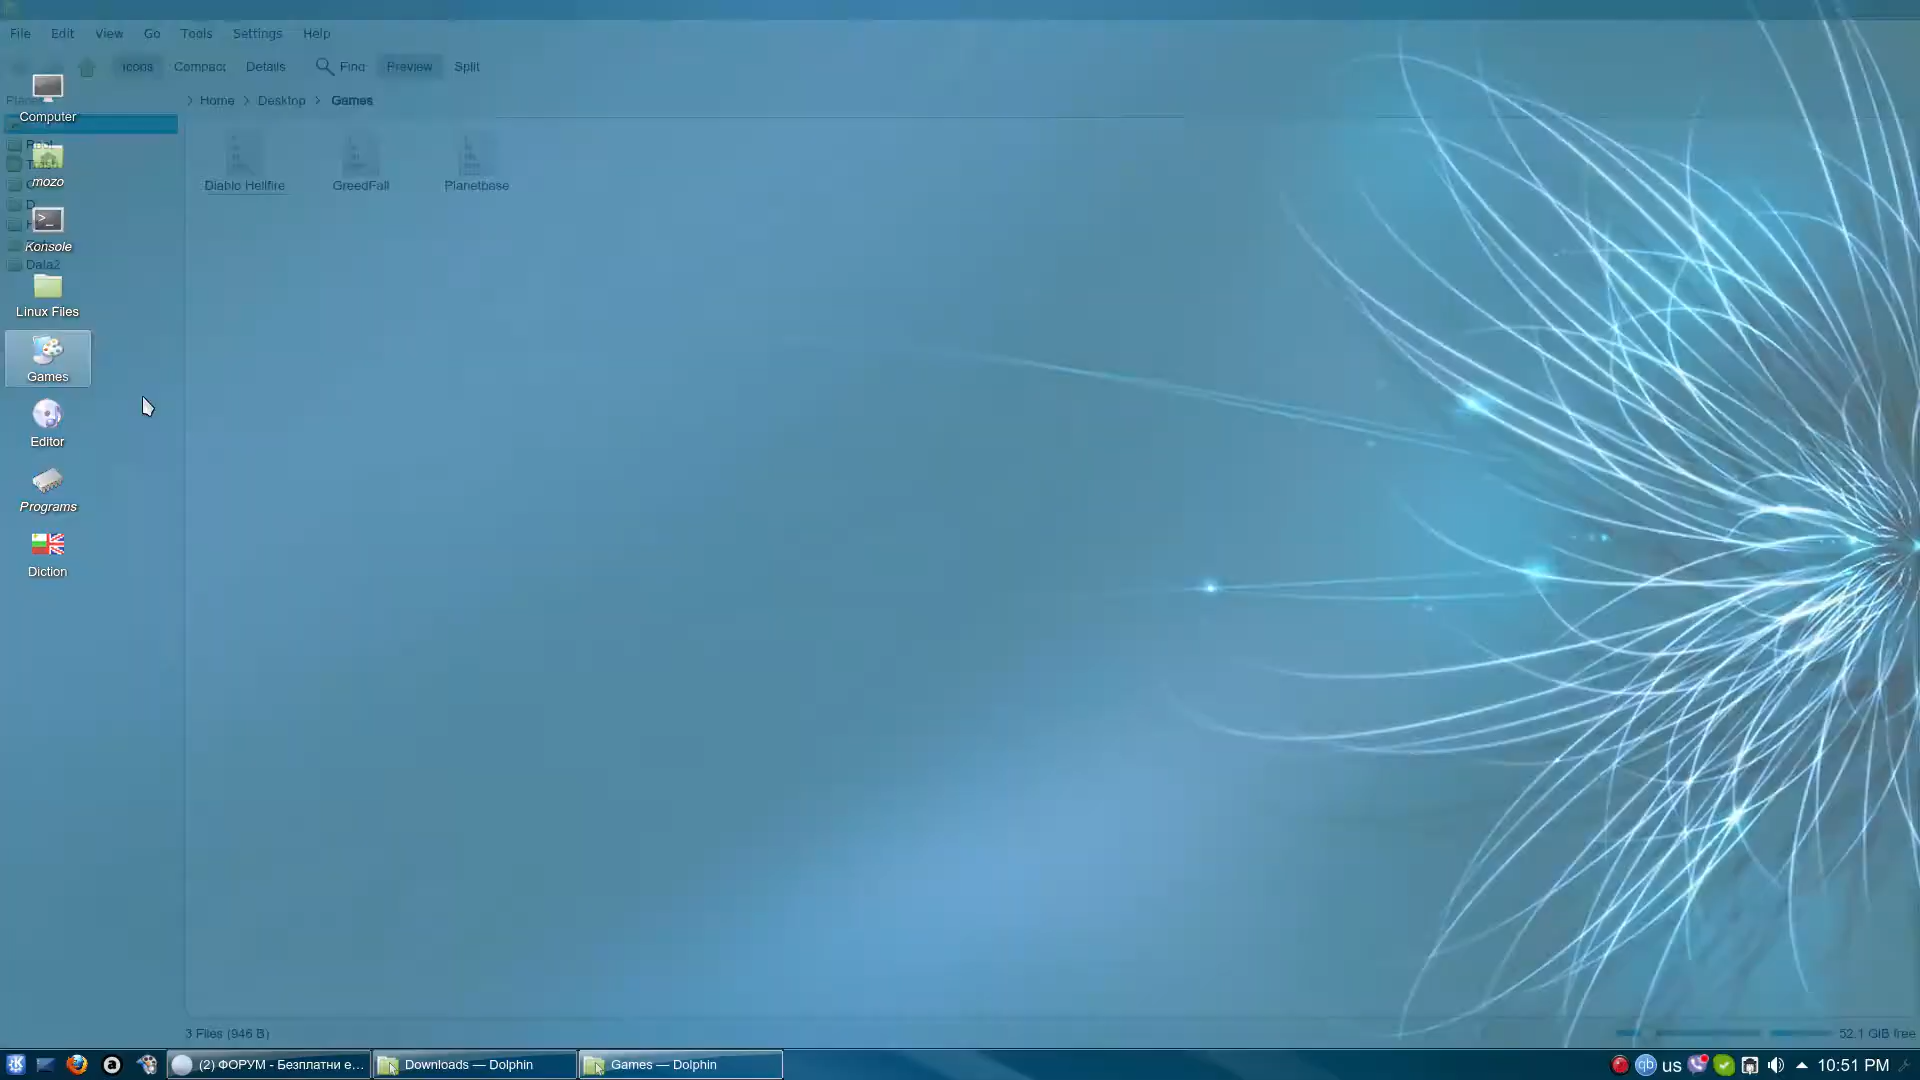 File Edit View Go Tools Settings Help
Icons Compact Details Find Preview Split
Home Desktop Games
Computer
mozo
Konsole
Data2
Linux Files
Games
Editor
Programs
Diction
Diablo Hellfire GreedFall Planetbase
3 Files (946 B) 52.1 GiB free
(2) ФОРУМ - Безплатни е... Downloads — Dolphin Games — Dolphin qb us 10:51 PM